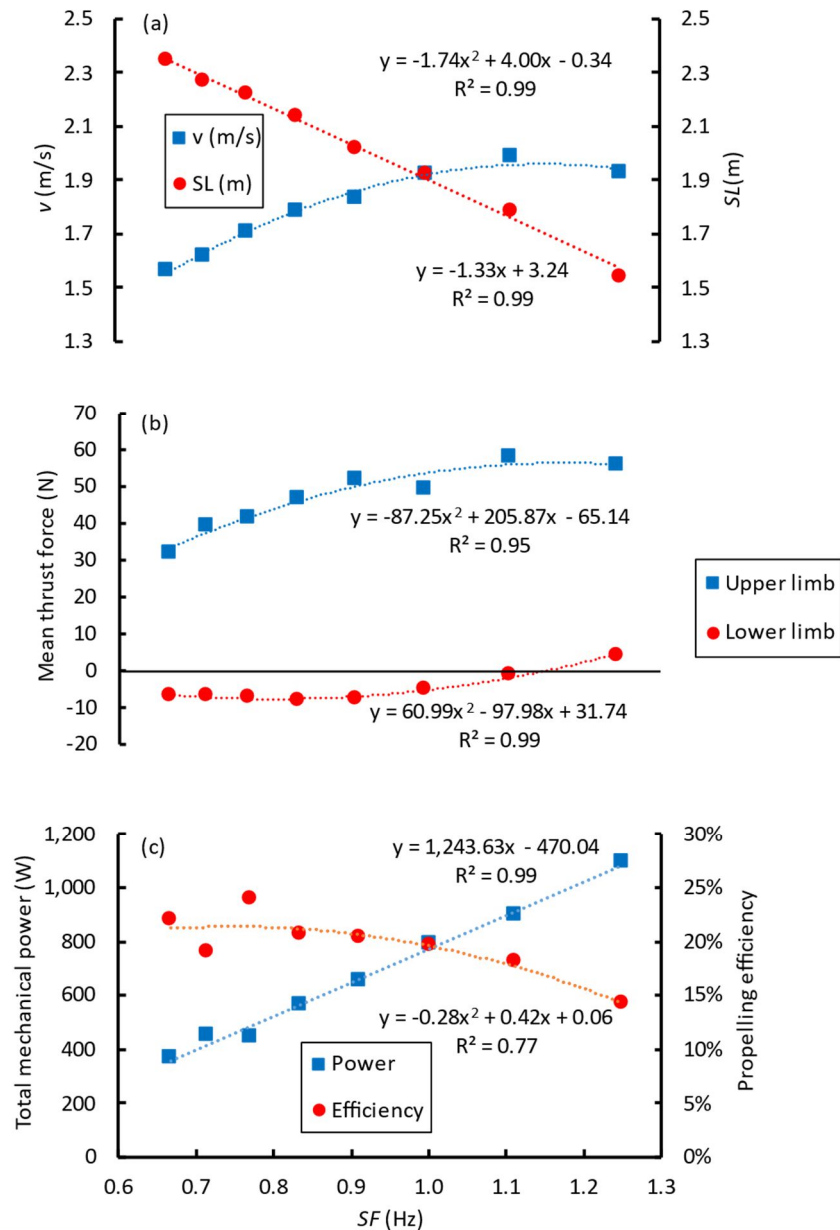 (a)
2.5
2.3
2.1
1.9
1.7
1.5
1.3
v (m/s)
y = -1.74x² + 4.00x - 0.34
R² = 0.99
v (m/s)
SL (m)
y = -1.33x + 3.24
R² = 0.99
2.5
2.3
2.1
1.9
1.7
1.5
1.3
SL(m)
(b)
70
60
50
40
30
20
10
0
-10
-20
Mean thrust force (N)
y = -87.25x² + 205.87x - 65.14
R² = 0.95
y = 60.99x² - 97.98x + 31.74
R² = 0.99
Upper limb
Lower limb
(c)
1,200
1,000
800
600
400
200
0
Total mechanical power (W)
y = 1,243.63x - 470.04
R² = 0.99
y = -0.28x² + 0.42x + 0.06
R² = 0.77
Power
Efficiency
30%
25%
20%
15%
10%
5%
0%
Propelling efficiency
0.6 0.7 0.8 0.9 1.0 1.1 1.2 1.3
SF (Hz)